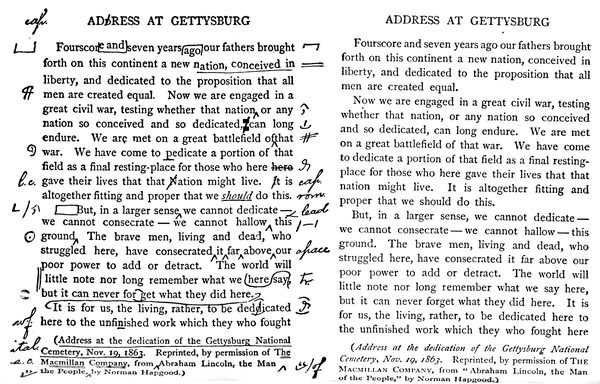 cap. ADdRESS AT GETTYSBURG
Fourscore and seven years ago our fathers brought
forth on this continent a new nation, conceived in
liberty, and dedicated to the proposition that all
men are created equal. Now we are engaged in a
great civil war, testing whether that nation or any
nation so conceived and so dedicated, can long
endure. We are met on a great battlefield of that
war. We have come to pedicate a portion of that
field as a final resting-place for those who here
l.c. gave their lives that that Nation might live. It is cap.
altogether fitting and proper that we should do this. rom.
But, in a larger sense we cannot dedicate— lead
we cannot consecrate — we cannot hallow this
ground. The brave men, living and dead, who our
struggled here, have consecrated it far above our space
poor power to add or detract. The world will
little note nor long remember what we here say, tr.
but it can never for get what they did here.
It is for us, the living, rather, to be deddicated
wf here to the unfinished work which they who fought
ital. (Address at the dedication of the Gettysburg National
Cemetery, Nov. 19, 1863. Reprinted, by permission of The
s.c. Macmillan Company, from Abraham Lincoln, the Man
of the People, by Norman Hapgood.)
ADDRESS AT GETTYSBURG
Fourscore and seven years ago our fathers brought
forth on this continent a new nation, conceived in
liberty, and dedicated to the proposition that all
men are created equal.
Now we are engaged in a great civil war, testing
whether that nation, or any nation so conceived
and so dedicated, can long endure. We are met
on a great battlefield of that war. We have come
to dedicate a portion of that field as a final resting-
place for those who here gave their lives that that
nation might live. It is altogether fitting and
proper that we should do this.
But, in a larger sense, we cannot dedicate—
we cannot consecrate — we cannot hallow — this
ground. The brave men, living and dead, who
struggled here, have consecrated it far above our
poor power to add or detract. The world will
little note nor long remember what we say here,
but it can never forget what they did here. It is
for us, the living, rather, to be dedicated here to
the unfinished work which they who fought here
(Address at the dedication of the Gettysburg National
Cemetery, Nov. 19, 1863. Reprinted, by permission of THE
MACMILLAN COMPANY, from “Abraham Lincoln, the Man
of the People,” by Norman Hapgood.)